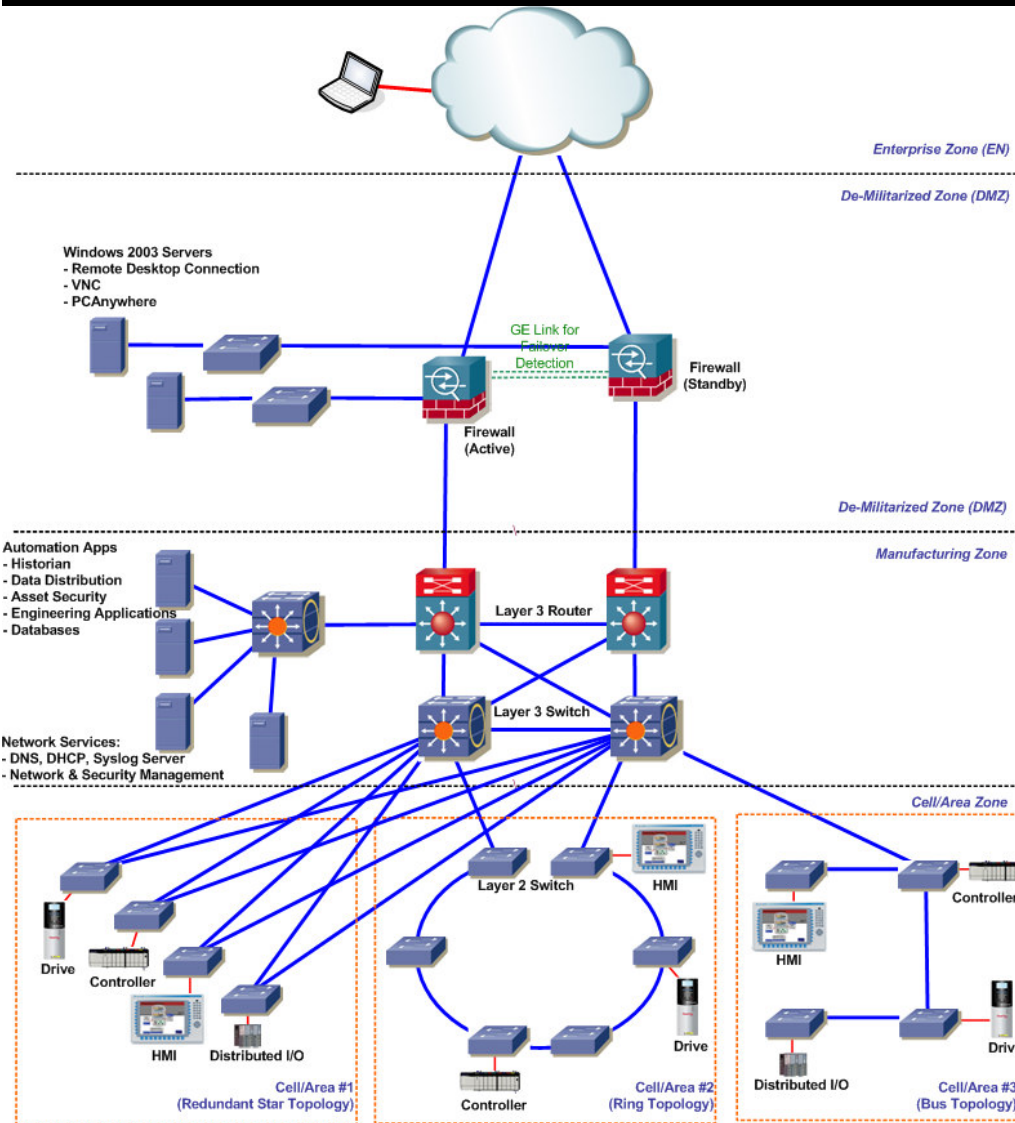 Enterprise Zone (EN)
De-Militarized Zone (DMZ)
Windows 2003 Servers
- Remote Desktop Connection
- VNC
- PCAnywhere
GE Link for
Failover
Detection
Firewall
(Standby)
Firewall
(Active)
De-Militarized Zone (DMZ)
Manufacturing Zone
Automation Apps
- Historian
- Data Distribution
- Asset Security
- Engineering Applications
- Databases
Layer 3 Router
Layer 3 Switch
Network Services:
- DNS, DHCP, Syslog Server
- Network & Security Management
Cell/Area Zone
Drive
Controller
HMI
Distributed I/O
Cell/Area #1
(Redundant Star Topology)
Layer 2 Switch
HMI
Drive
Controller
Cell/Area #2
(Ring Topology)
Controller
HMI
Driv
Distributed I/O
Cell/Area #3
(Bus Topology)